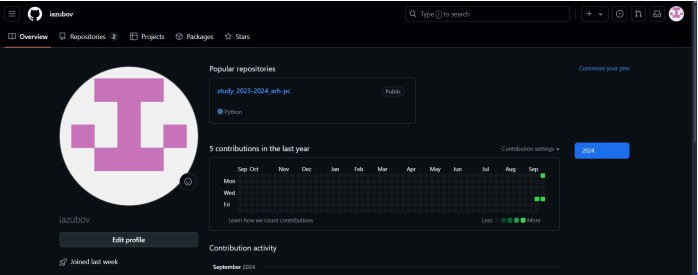 iazubov
Type / to search
Overview
Repositories 2
Projects
Packages
Stars
Popular repositories
Customize your pins
study_2023-2024_arh-pc
Public
Python
5 contributions in the last year
Contribution settings
2024
Sep Oct Nov Dec Jan Feb Mar Apr May Jun Jul Aug Sep
Mon
Wed
Fri
Learn how we count contributions
Less More
iazubov
Edit profile
Joined last week
Contribution activity
September 2024